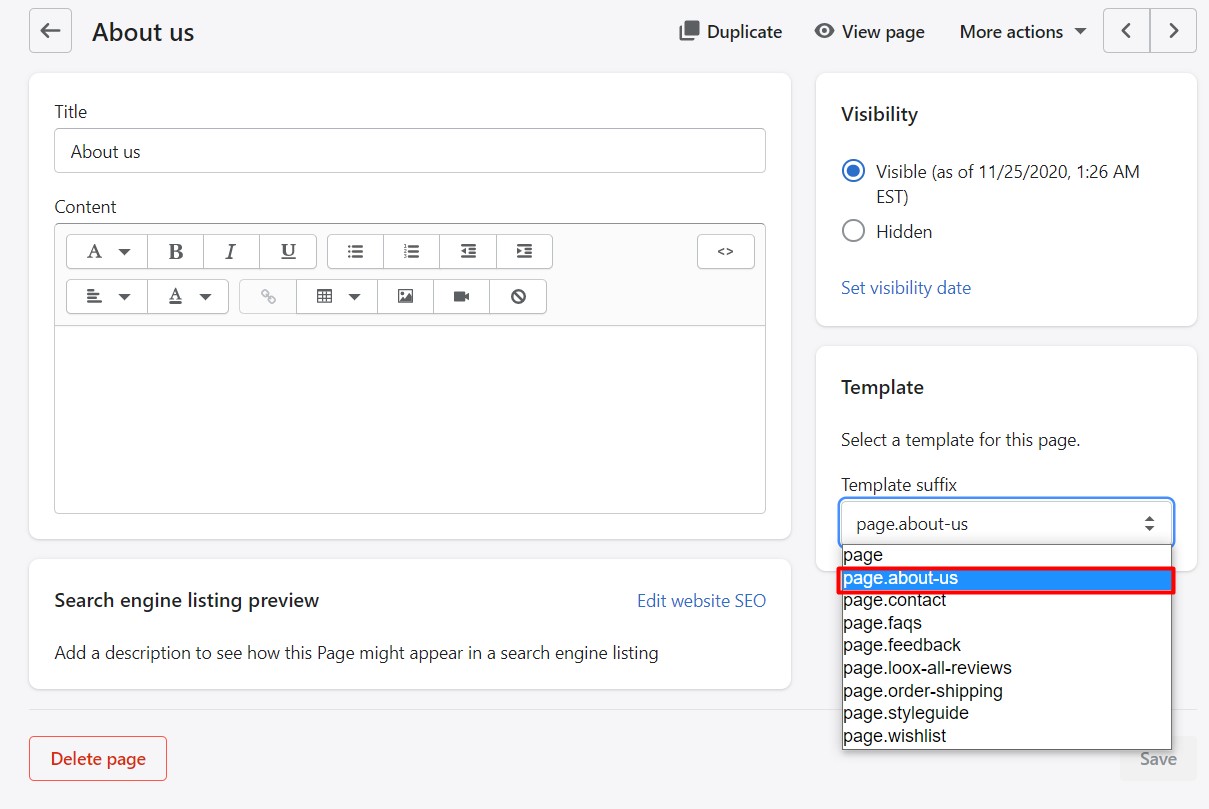 About us
Duplicate
View page
More actions
Title
About us
Content
A
B
I
U
<>
A
Search engine listing preview
Edit website SEO
Add a description to see how this Page might appear in a search engine listing
Delete page
Visibility
Visible (as of 11/25/2020, 1:26 AM
EST)
Hidden
Set visibility date
Template
Select a template for this page.
Template suffix
page.about-us
page
page.about-us
page.contact
page.faqs
page.feedback
page.loox-all-reviews
page.order-shipping
page.styleguide
page.wishlist
Save